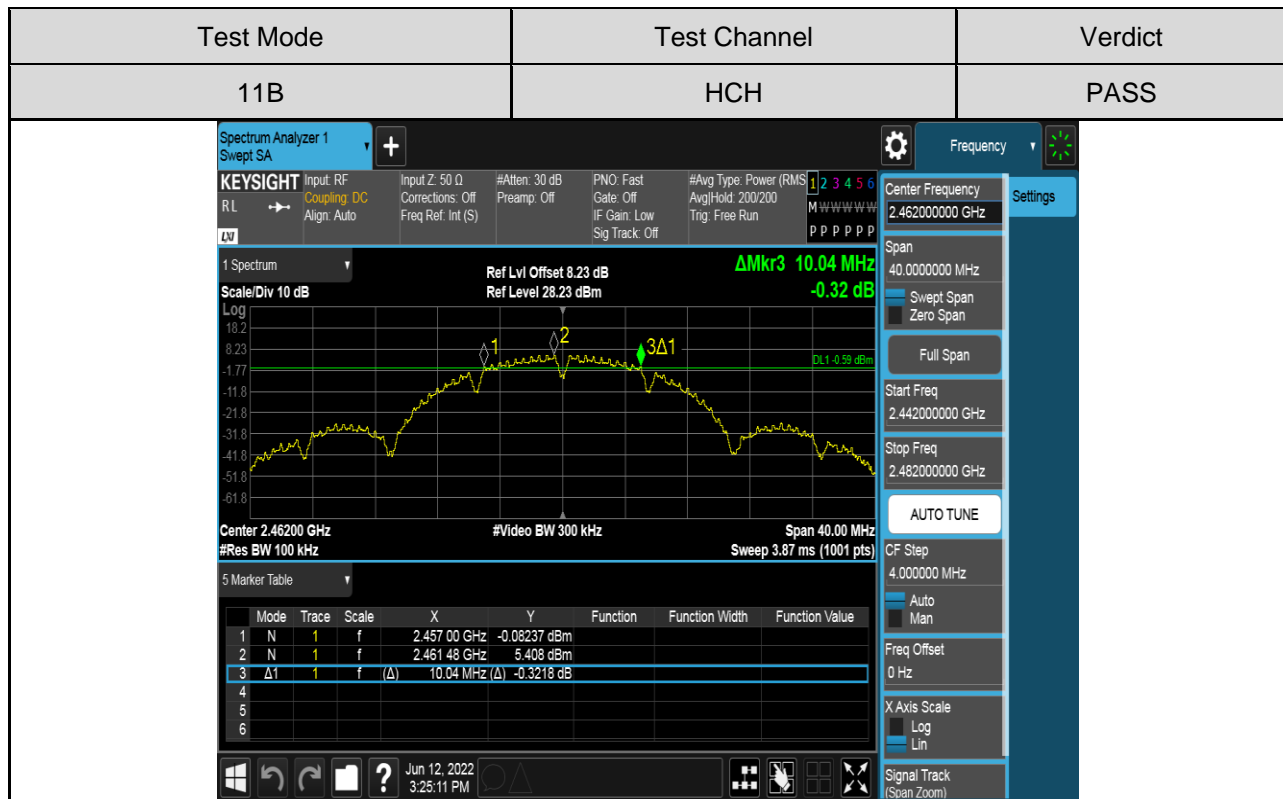 Test Mode Test Channel Verdict
11B HCH PASS
Spectrum Analyzer 1
Swept SA
+
Frequency
KEYSIGHT Input: RF Input Z: 50 Ω #Atten: 30 dB PNO: Fast #Avg Type: Power (RMS 1 2 3 4 5 6
RL Coupling: DC Corrections: Off Preamp: Off Gate: Off Avg|Hold: 200/200 M W W W W W
Align: Auto Freq Ref: Int (S) IF Gain: Low Trig: Free Run
LXI Sig Track: Off P P P P P P
Center Frequency
2.462000000 GHz
Settings
Span
40.0000000 MHz
Swept Span
Zero Span
Full Span
Start Freq
2.442000000 GHz
Stop Freq
2.482000000 GHz
AUTO TUNE
CF Step
4.000000 MHz
Auto
Man
Freq Offset
0 Hz
X Axis Scale
Log
Lin
Signal Track
(Span Zoom)
1 Spectrum Ref Lvl Offset 8.23 dB ΔMkr3 10.04 MHz
Scale/Div 10 dB Ref Level 28.23 dBm -0.32 dB
Log
18.2
8.23
-1.77
-11.8
-21.8
-31.8
-41.8
-51.8
-61.8
1
2
3Δ1
DL1 -0.59 dBm
Center 2.46200 GHz #Video BW 300 kHz Span 40.00 MHz
#Res BW 100 kHz Sweep 3.87 ms (1001 pts)
5 Marker Table
Mode Trace Scale X Y Function Function Width Function Value
1 N 1 f 2.457 00 GHz -0.08237 dBm
2 N 1 f 2.461 48 GHz 5.408 dBm
3 Δ1 1 f (Δ) 10.04 MHz (Δ) -0.3218 dB
4
5
6
? Jun 12, 2022
3:25:11 PM